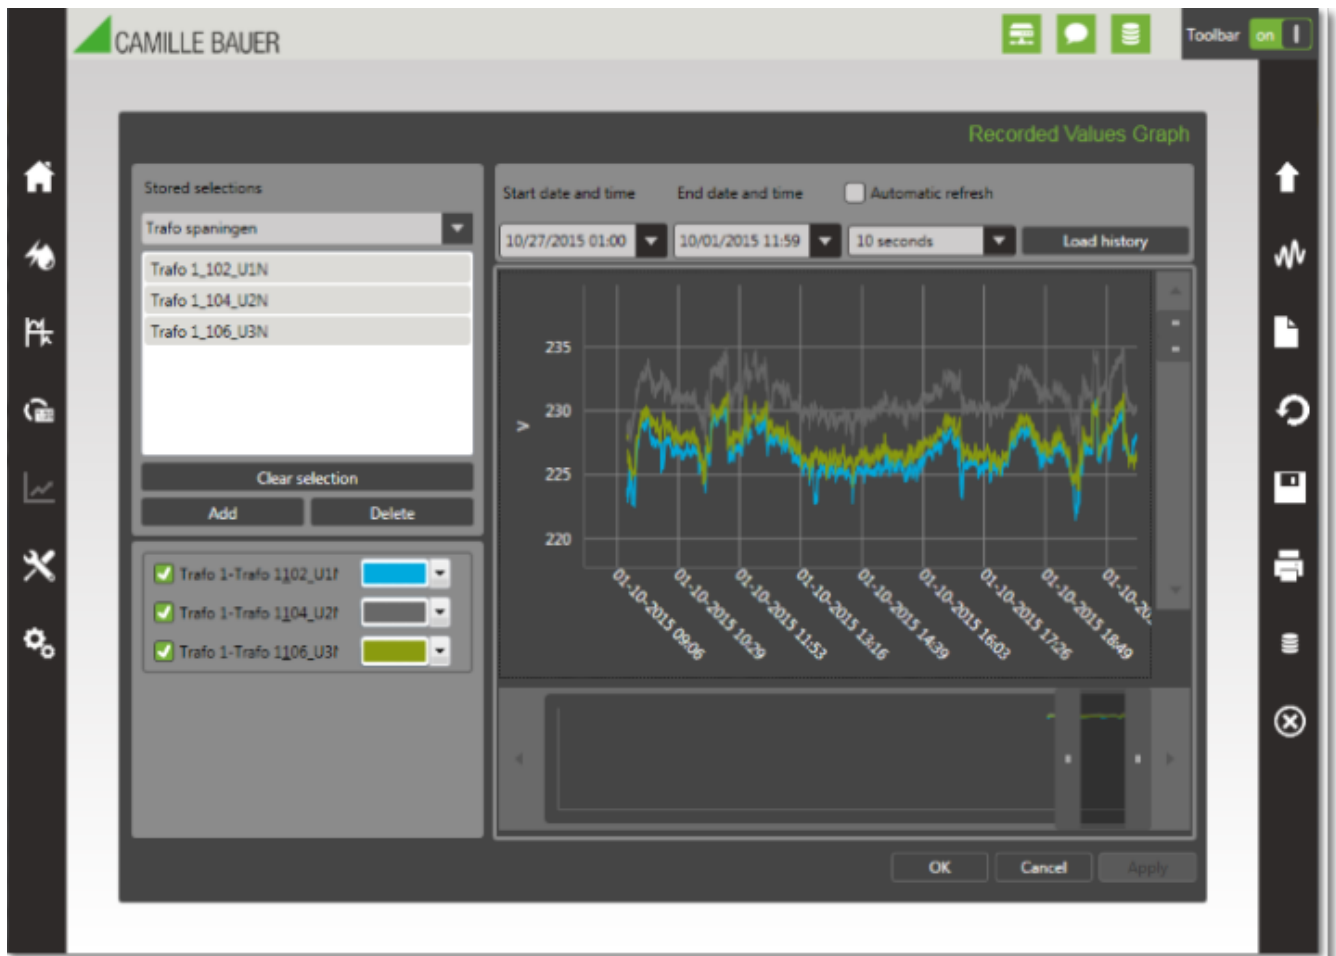 CAMILLE BAUER
Toolbar on
Recorded Values Graph
Stored selections
Trafo spaningen
Trafo 1_102_U1N
Trafo 1_104_U2N
Trafo 1_106_U3N
Clear selection
Add Delete
Trafo 1-Trafo 1102_U1
Trafo 1-Trafo 1104_U2
Trafo 1-Trafo 1106_U3
Start date and time End date and time Automatic refresh
10/27/2015 01:00 10/01/2015 11:59 10 seconds Load history
235
230
225
220
V
01-10-2015 09:06
01-10-2015 10:29
01-10-2015 11:53
01-10-2015 13:16
01-10-2015 14:39
01-10-2015 16:03
01-10-2015 17:26
01-10-2015 18:49
01-10-20
OK Cancel Apply